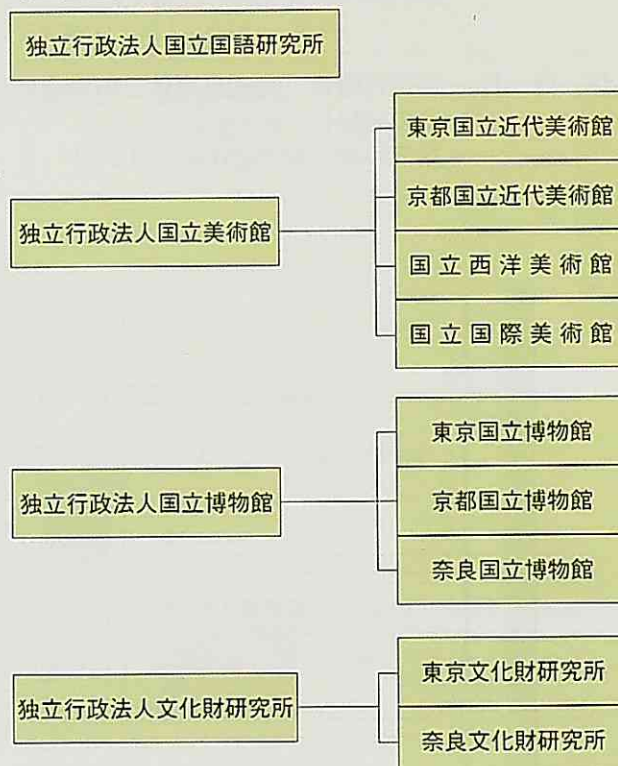 独立行政法人国立国語研究所
独立行政法人国立美術館
東京国立近代美術館
京都国立近代美術館
国立西洋美術館
国立国際美術館
独立行政法人国立博物館
東京国立博物館
京都国立博物館
奈良国立博物館
独立行政法人文化財研究所
東京文化財研究所
奈良文化財研究所